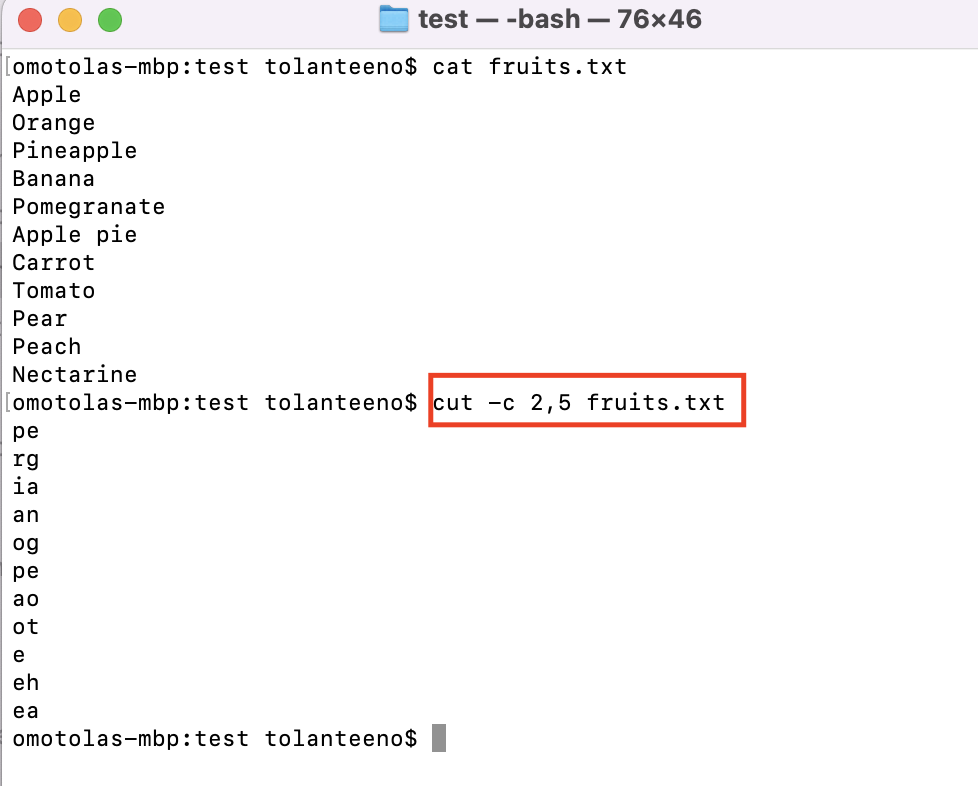 test — -bash — 76×46
omotolas-mbp:test tolanteeno$ cat fruits.txt
Apple
Orange
Pineapple
Banana
Pomegranate
Apple pie
Carrot
Tomato
Pear
Peach
Nectarine
omotolas-mbp:test tolanteeno$ cut -c 2,5 fruits.txt
pe
rg
ia
an
og
pe
ao
ot
e
eh
ea
omotolas-mbp:test tolanteeno$